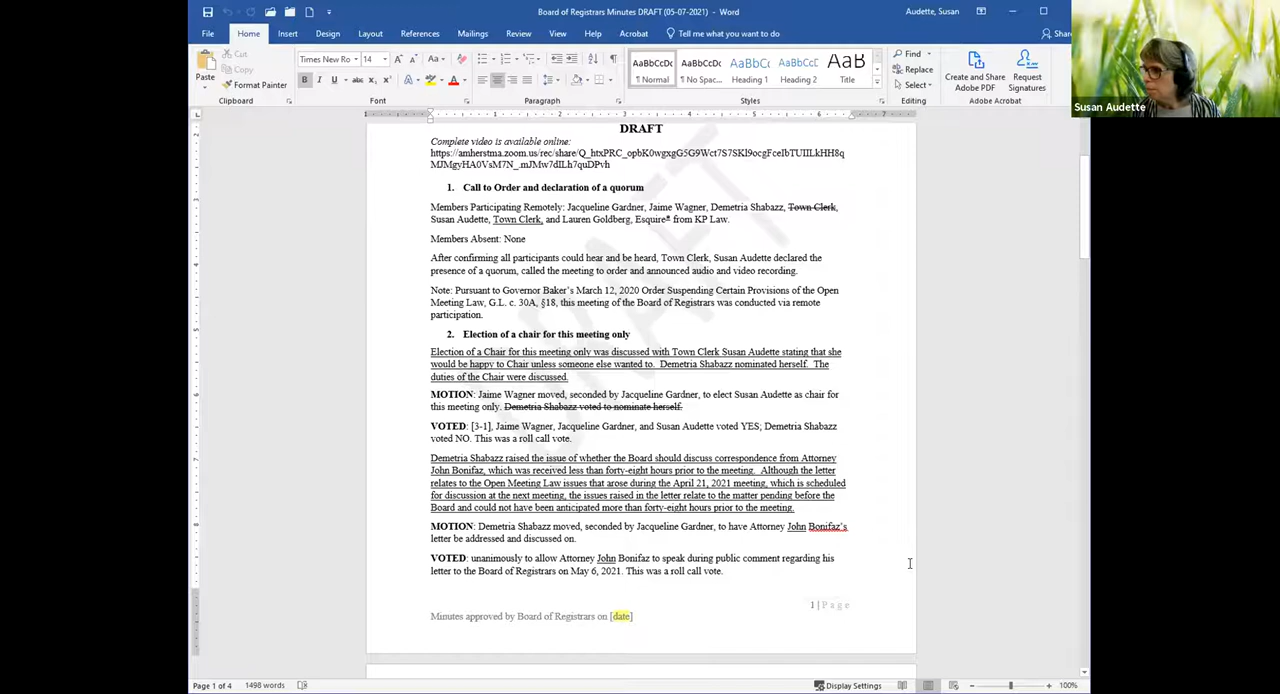 Board of Registrars Minutes DRAFT (05-07-2021) - Word
Audette, Susan
File Home Insert Design Layout References Mailings Review View Help Acrobat Tell me what you want to do Share
Paste
Cut
Copy
Format Painter
Clipboard
Times New Ro 14
Font
Paragraph
AaBbCcDc AaBbCcDc AaBbCc AaBbCcC AaB
¶ Normal ¶ No Spac... Heading 1 Heading 2 Title
Styles
Find
Replace
Select
Editing
Create and Share Adobe PDF
Request Signatures
Adobe Acrobat
Susan Audette
DRAFT
Complete video is available online:
1. Call to Order and declaration of a quorum
Members Participating Remotely: Jacqueline Gardner, Jaime Wagner, Demetria Shabazz, Town Clerk,
Susan Audette, Town Clerk, and Lauren Goldberg, Esquire from KP Law.
Members Absent: None
After confirming all participants could hear and be heard, Town Clerk, Susan Audette declared the
presence of a quorum, called the meeting to order and announced audio and video recording.
Note: Pursuant to Governor Baker's March 12, 2020 Order Suspending Certain Provisions of the Open
Meeting Law, G.L. c. 30A, §18, this meeting of the Board of Registrars was conducted via remote
participation.
2. Election of a chair for this meeting only
Election of a Chair for this meeting only was discussed with Town Clerk Susan Audette stating that she
would be happy to Chair unless someone else wanted to. Demetria Shabazz nominated herself. The
duties of the Chair were discussed.
MOTION: Jaime Wagner moved, seconded by Jacqueline Gardner, to elect Susan Audette as chair for
this meeting only. Demetria Shabazz voted to nominate herself.
VOTED: [3-1], Jaime Wagner, Jacqueline Gardner, and Susan Audette voted YES; Demetria Shabazz
voted NO. This was a roll call vote.
Demetria Shabazz raised the issue of whether the Board should discuss correspondence from Attorney
John Bonifaz, which was received less than forty-eight hours prior to the meeting. Although the letter
relates to the Open Meeting Law issues that arose during the April 21, 2021 meeting, which is scheduled
for discussion at the next meeting, the issues raised in the letter relate to the matter pending before the
Board and could not have been anticipated more than forty-eight hours prior to the meeting.
MOTION: Demetria Shabazz moved, seconded by Jacqueline Gardner, to have Attorney John Bonifaz's
letter be addressed and discussed on.
VOTED: unanimously to allow Attorney John Bonifaz to speak during public comment regarding his
letter to the Board of Registrars on May 6, 2021. This was a roll call vote.
1 | Page
Minutes approved by Board of Registrars on [date]
DRAFT
Page 1 of 4 1498 words
Display Settings
100%